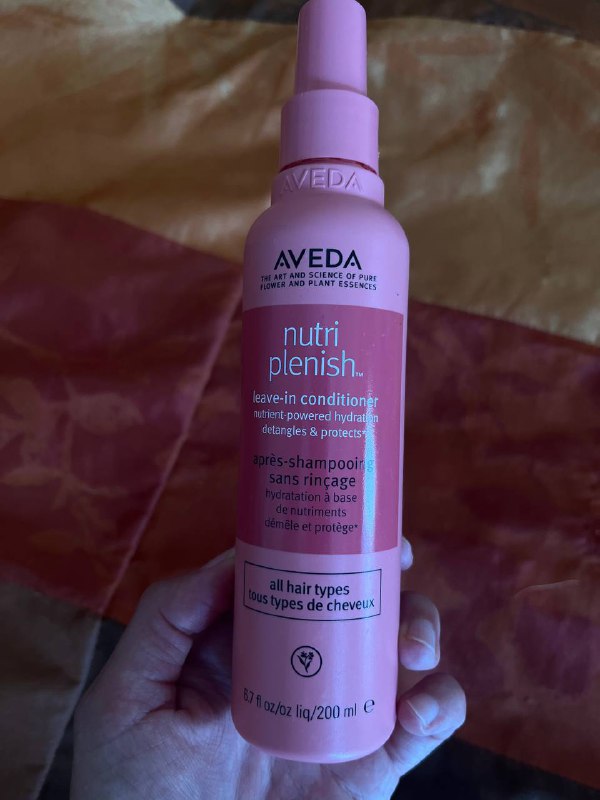 AVEDA
AVEDA
THE ART AND SCIENCE OF PURE
FLOWER AND PLANT ESSENCES
nutri
plenish™
leave-in conditioner
nutrient-powered hydration
detangles & protects*
après-shampooing
sans rinçage
hydratation à base
de nutriments
démêle et protège*
all hair types
tous types de cheveux
6.7 fl oz/oz liq/200 ml ℮